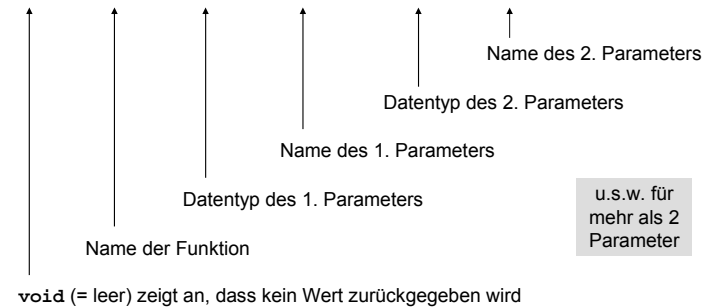 Name des 2. Parameters
Datentyp des 2. Parameters
Name des 1. Parameters
Datentyp des 1. Parameters
u.s.w. für
mehr als 2
Parameter
Name der Funktion
void (= leer) zeigt an, dass kein Wert zurückgegeben wird